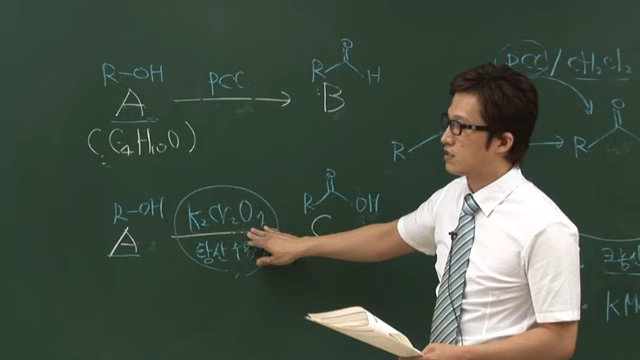 R-OH PCC R O H
A B
(C4H10O)
R-OH K2Cr2O7 R O OH
A C
PCC/CH2Cl2
R R O
KM